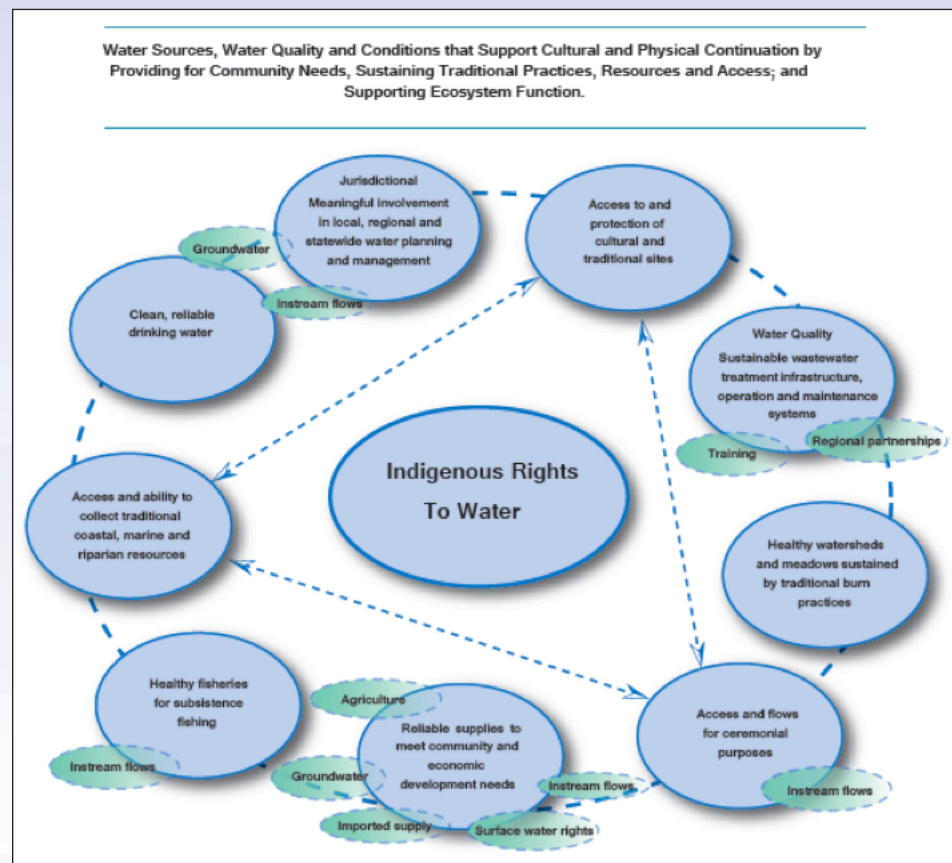 Water Sources, Water Quality and Conditions that Support Cultural and Physical Continuation by
Providing for Community Needs, Sustaining Traditional Practices, Resources and Access; and
Supporting Ecosystem Function.
Jurisdictional
Meaningful involvement
in local, regional and
statewide water planning
and management
Access to and
protection of
cultural and
traditional sites
Groundwater
Instream flows
Clean, reliable
drinking water
Water Quality
Sustainable wastewater
treatment infrastructure,
operation and maintenance
systems
Training
Regional partnerships
Indigenous Rights
To Water
Access and ability to
collect traditional
coastal, marine and
riparian resources
Healthy watersheds
and meadows sustained
by traditional burn
practices
Healthy fisheries
for subsistence
fishing
Instream flows
Agriculture
Reliable supplies to
meet community and
economic
development needs
Groundwater
Imported supply
Surface water rights
Instream flows
Access and flows
for ceremonial
purposes
Instream flows